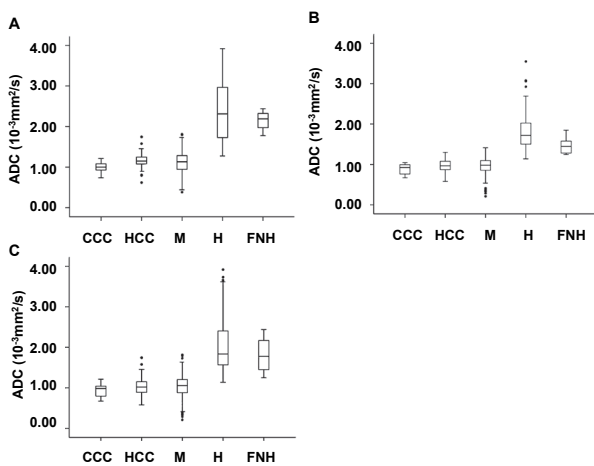 A
ADC (10⁻³mm²/s)
4.00
3.00
2.00
1.00
0.00
CCC HCC M H FNH
B
ADC (10⁻³mm²/s)
4.00
3.00
2.00
1.00
0.00
CCC HCC M H FNH
C
ADC (10⁻³mm²/s)
4.00
3.00
2.00
1.00
0.00
CCC HCC M H FNH